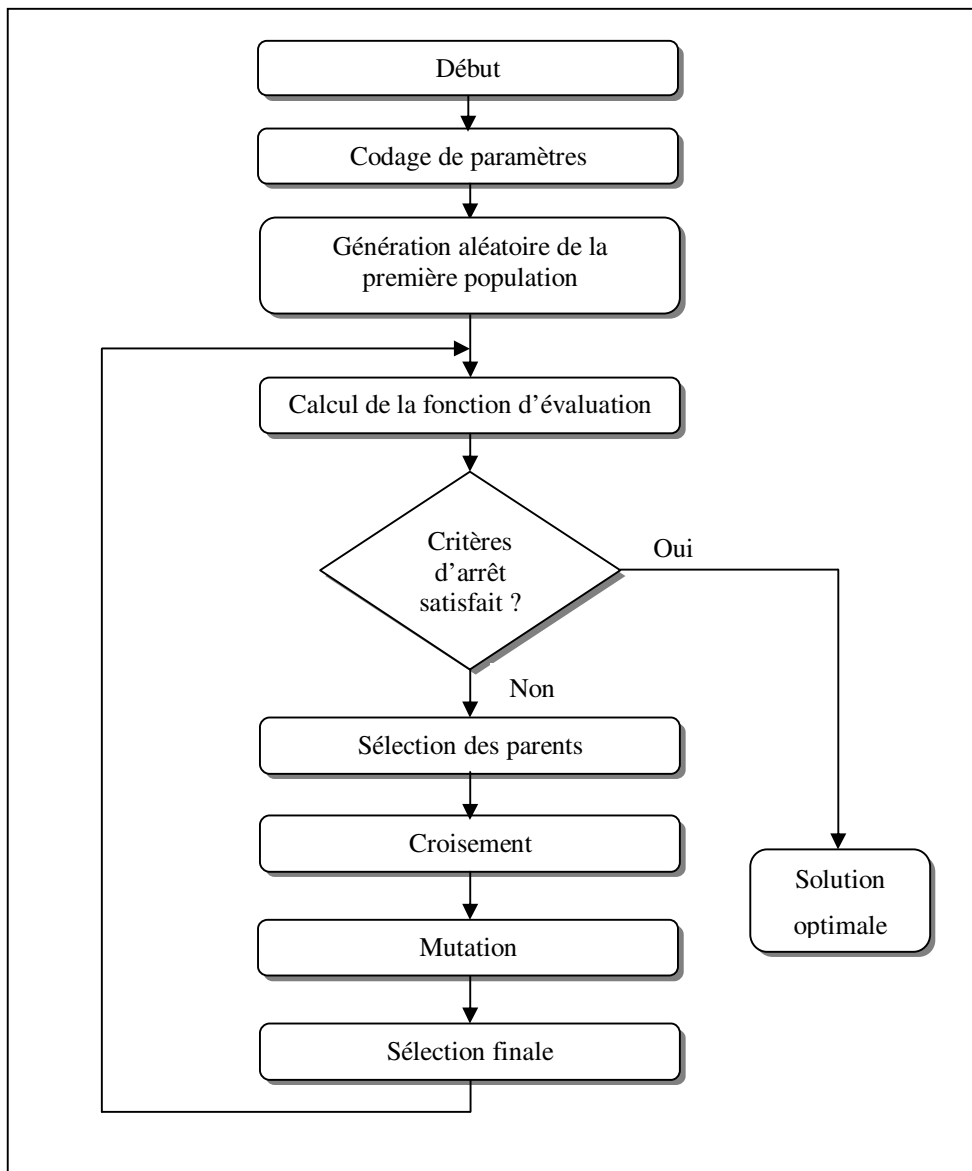 Début
Codage de paramètres
Génération aléatoire de la
première population
Calcul de la fonction d’évaluation
Critères
d’arrêt
satisfait ?
Oui
Non
Sélection des parents
Croisement
Solution
optimale
Mutation
Sélection finale